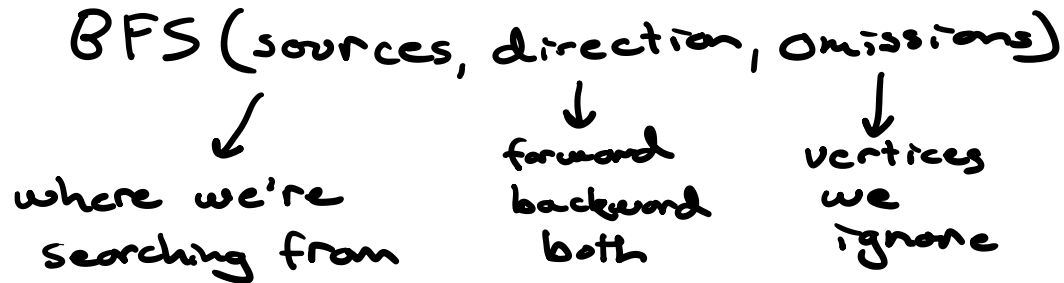 BFS (sources, direction, omissions)
where we're
searching from
forward
backward
both
vertices
we
ignore